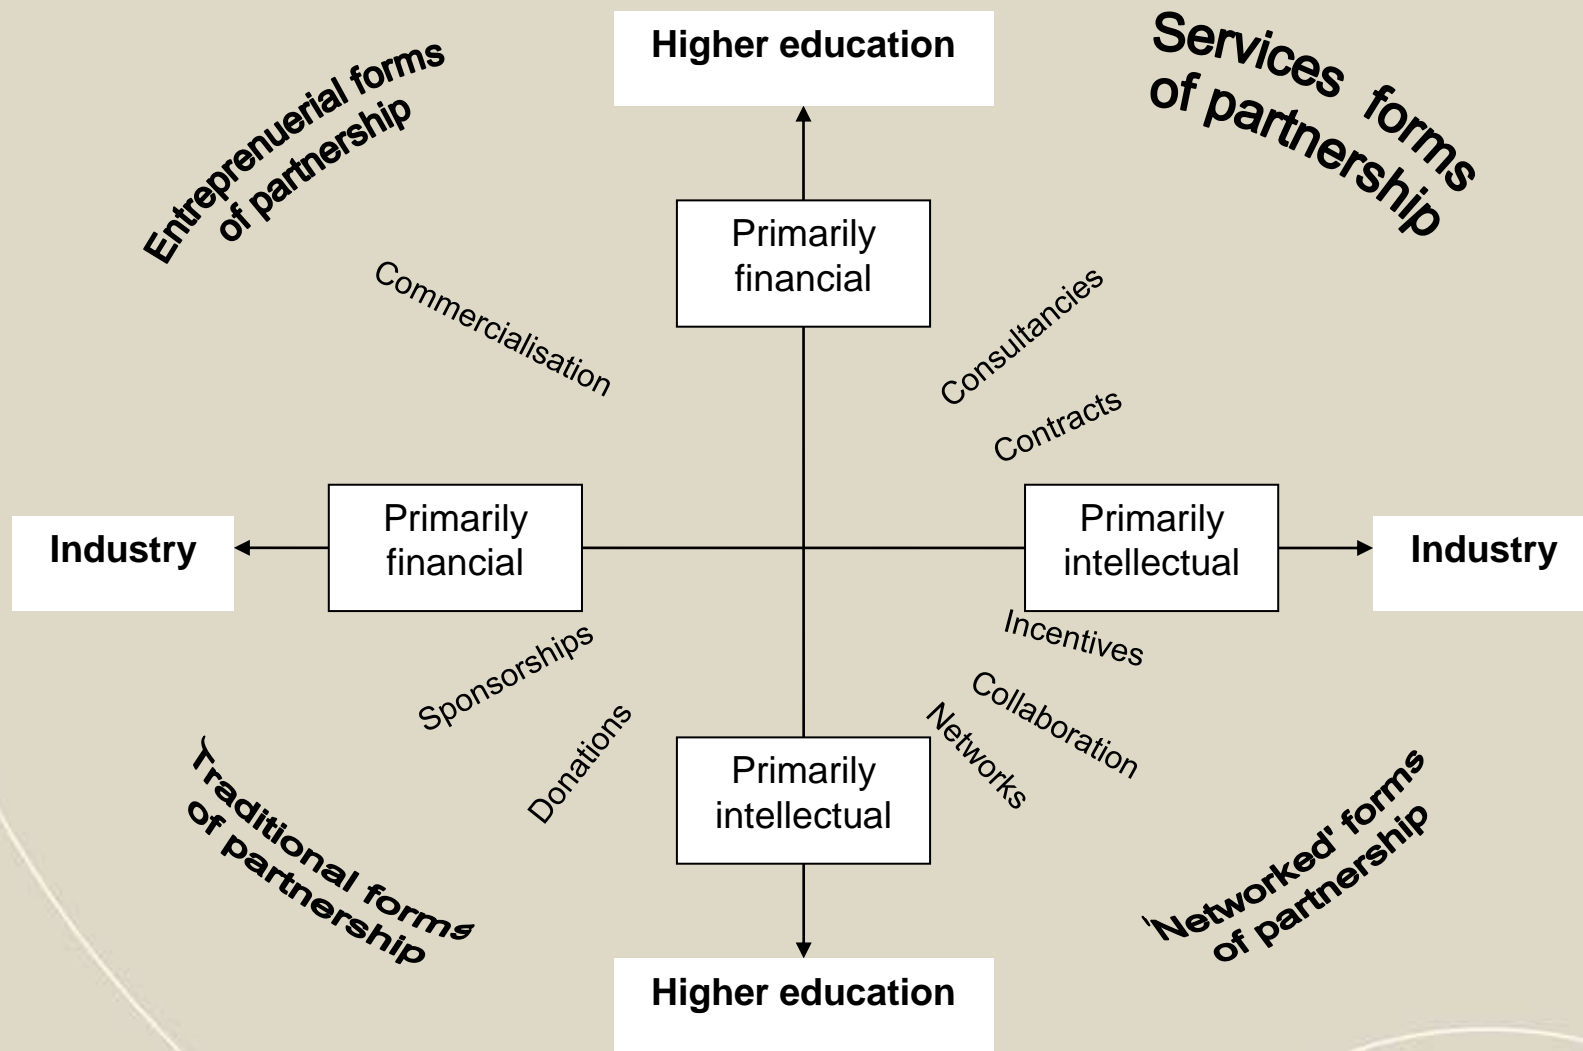 Higher education
Services forms
of partnership
Entreprenuerial forms
of partnership
Primarily
financial
Commercialisation
Consultancies
Contracts
Industry
Primarily
financial
Primarily
intellectual
Industry
Sponsorships
Donations
Incentives
Collaboration
Networks
Primarily
intellectual
Traditional forms
of partnership
'Networked' forms
of partnership
Higher education